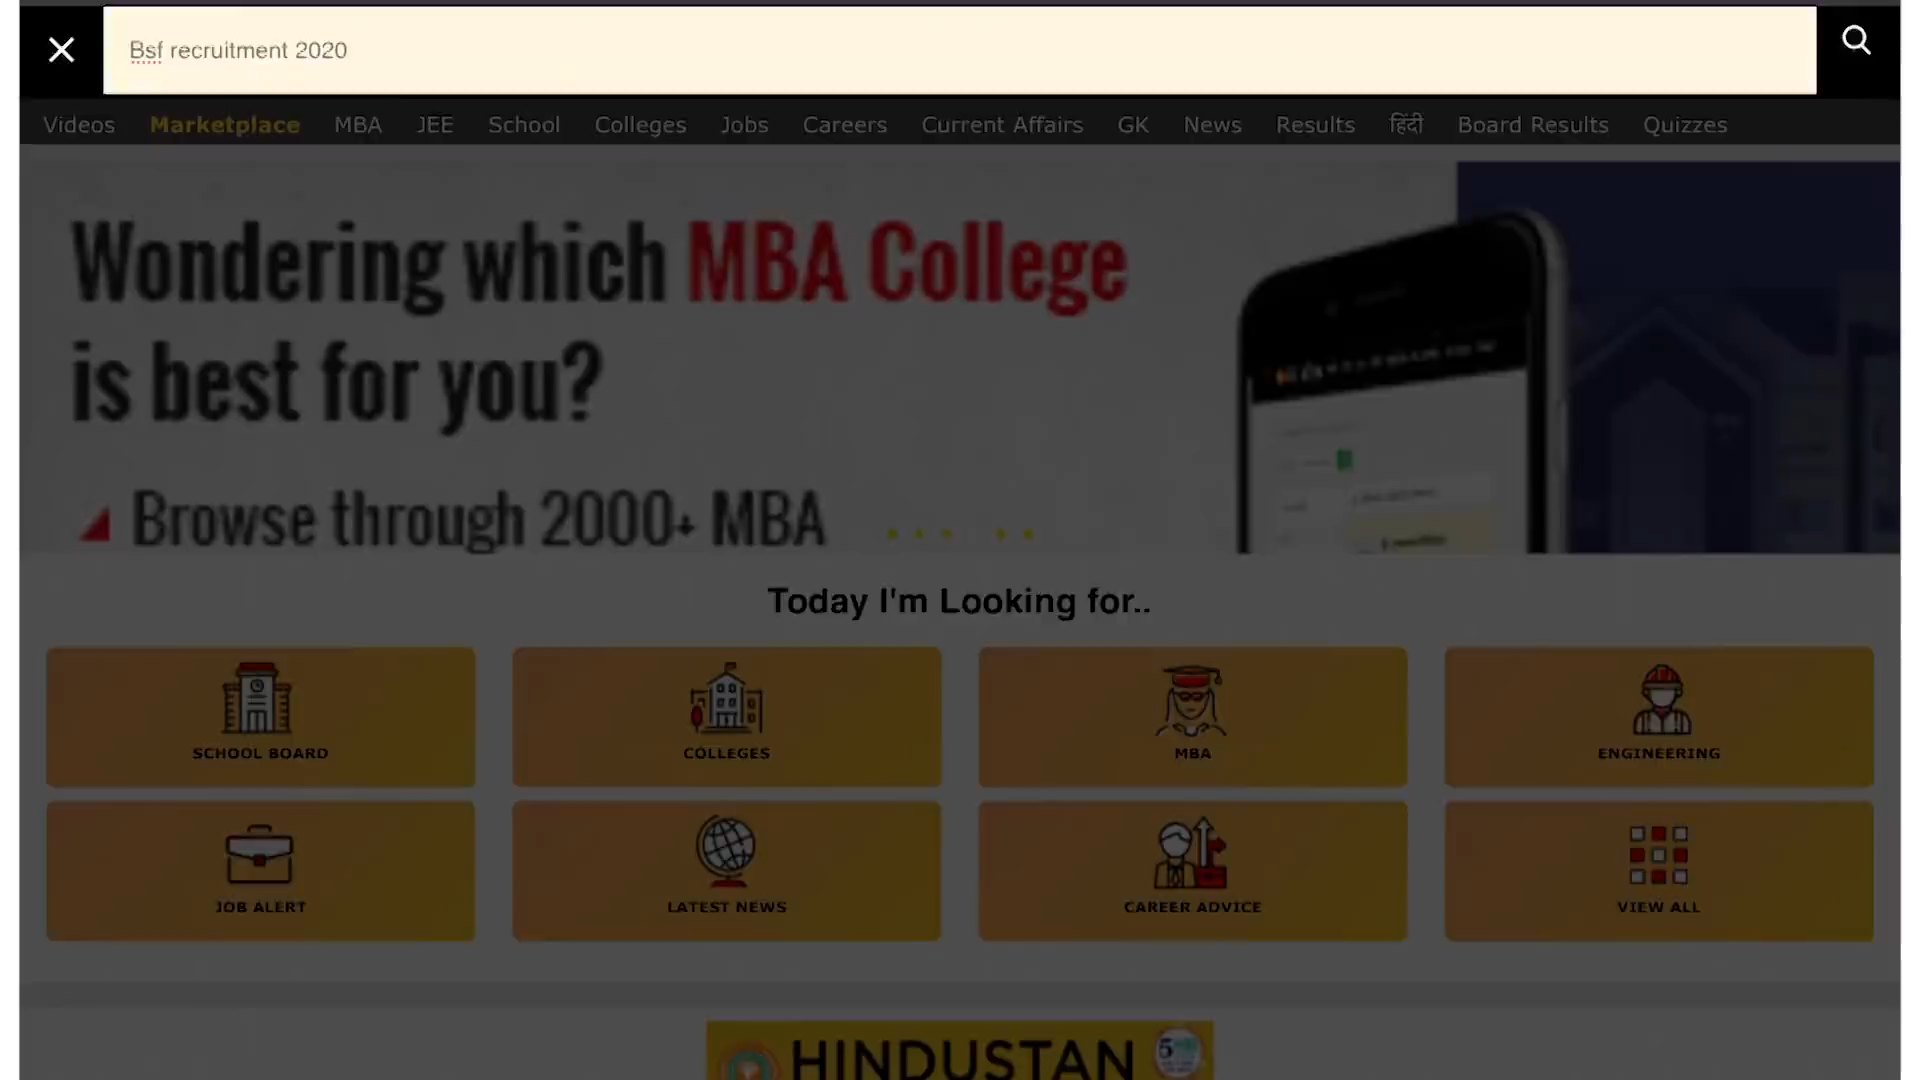 Bsf recruitment 2020
Videos Marketplace MBA JEE School Colleges Jobs Careers Current Affairs GK News Results हिंदी Board Results Quizzes
Wondering which MBA College
is best for you?
Browse through 2000+ MBA
Today I'm Looking for..
SCHOOL BOARD COLLEGES MBA ENGINEERING
JOB ALERT LATEST NEWS CAREER ADVICE VIEW ALL
HINDUSTAN